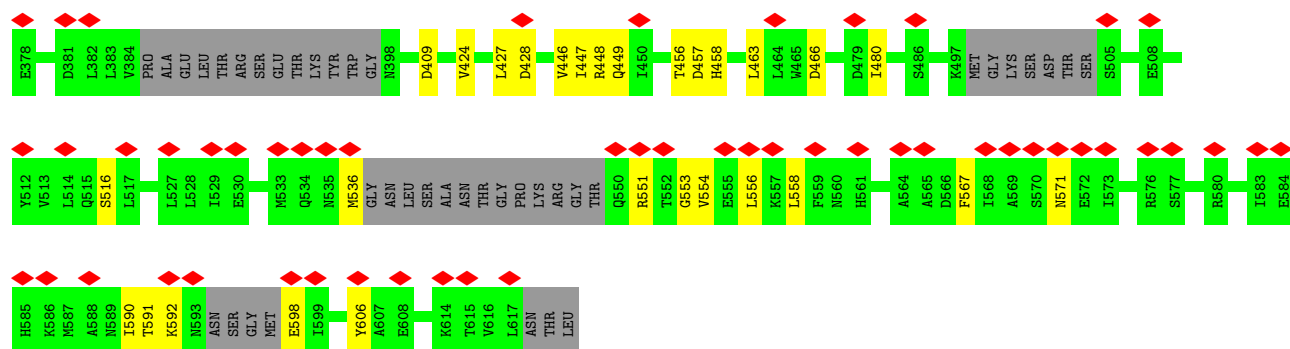 E378 D381 L382 L383 V384 PRO ALA GLU LEU THR ARG SER GLU THR LYS TYR TRP GLY N398 D409 V424 L427 D428 V446 I447 R448 Q449 I450 T456 D457 H458 L463 L464 W465 D466 D479 I480 S486 K497 MET GLY LYS SER ASP THR SER S505 E508
Y512 V513 L514 Q515 S516 L517 L527 L528 I529 E530 M533 Q534 N535 M536 GLY ASN LEU SER ALA ASN THR GLY PRO LYS ARG GLY THR Q550 R551 T552 G553 V554 E555 L556 K557 L558 F559 N560 H561 A564 A565 D566 F567 I568 A569 S570 N571 E572 I573 R576 S577 R580 I583 E584
H585 K586 M587 A588 N589 I590 T591 K592 N593 ASN SER GLY MET E598 I599 Y606 A607 E608 K614 T615 V616 L617 ASN THR LEU